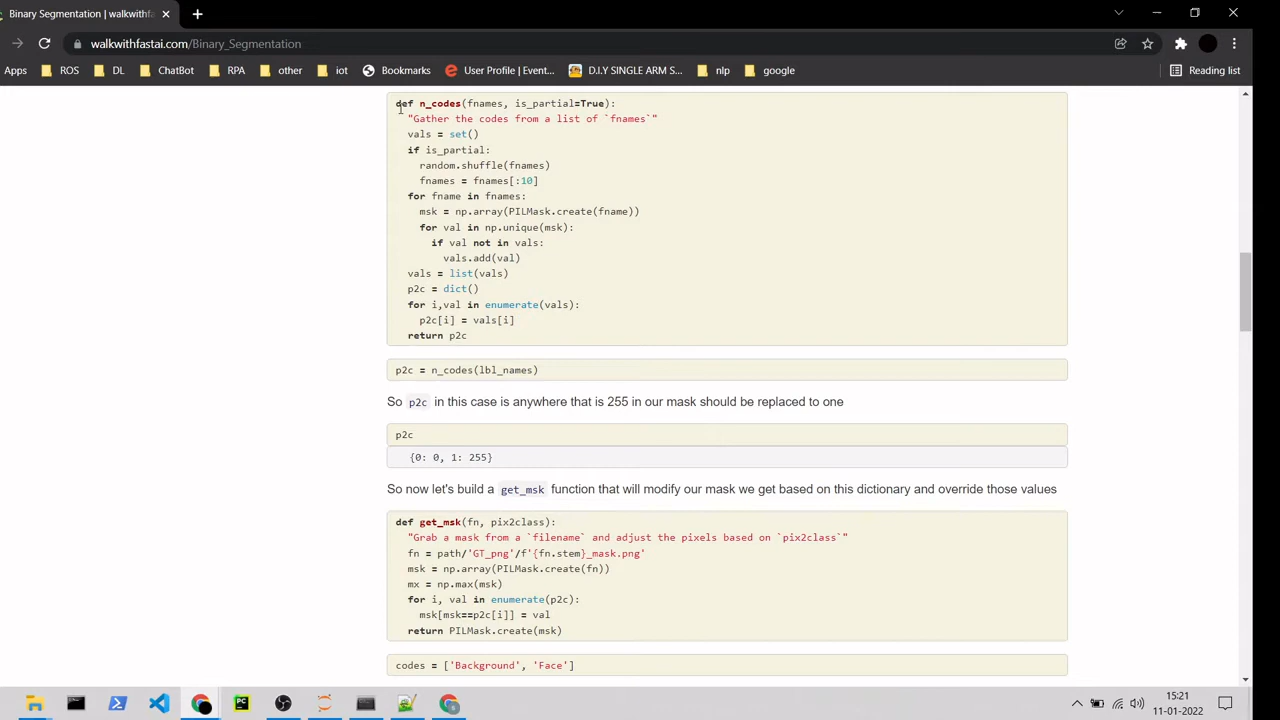 Binary Segmentation | walkwithf
walkwithfastai.com/Binary_Segmentation
Apps ROS DL ChatBot RPA other iot Bookmarks User Profile | Event... D.I.Y SINGLE ARM S... nlp google Reading list
def n_codes(fnames, is_partial=True):
"Gather the codes from a list of `fnames`"
vals = set()
if is_partial:
random.shuffle(fnames)
fnames = fnames[:10]
for fname in fnames:
msk = np.array(PILMask.create(fname))
for val in np.unique(msk):
if val not in vals:
vals.add(val)
vals = list(vals)
p2c = dict()
for i,val in enumerate(vals):
p2c[i] = vals[i]
return p2c
p2c = n_codes(lbl_names)
So p2c in this case is anywhere that is 255 in our mask should be replaced to one
p2c
{0: 0, 1: 255}
So now let's build a get_msk function that will modify our mask we get based on this dictionary and override those values
def get_msk(fn, pix2class):
"Grab a mask from a `filename` and adjust the pixels based on `pix2class`"
fn = path/'GT_png'/f'{fn.stem}_mask.png'
msk = np.array(PILMask.create(fn))
mx = np.max(msk)
for i, val in enumerate(p2c):
msk[msk==p2c[i]] = val
return PILMask.create(msk)
codes = ['Background', 'Face']
15:21
11-01-2022